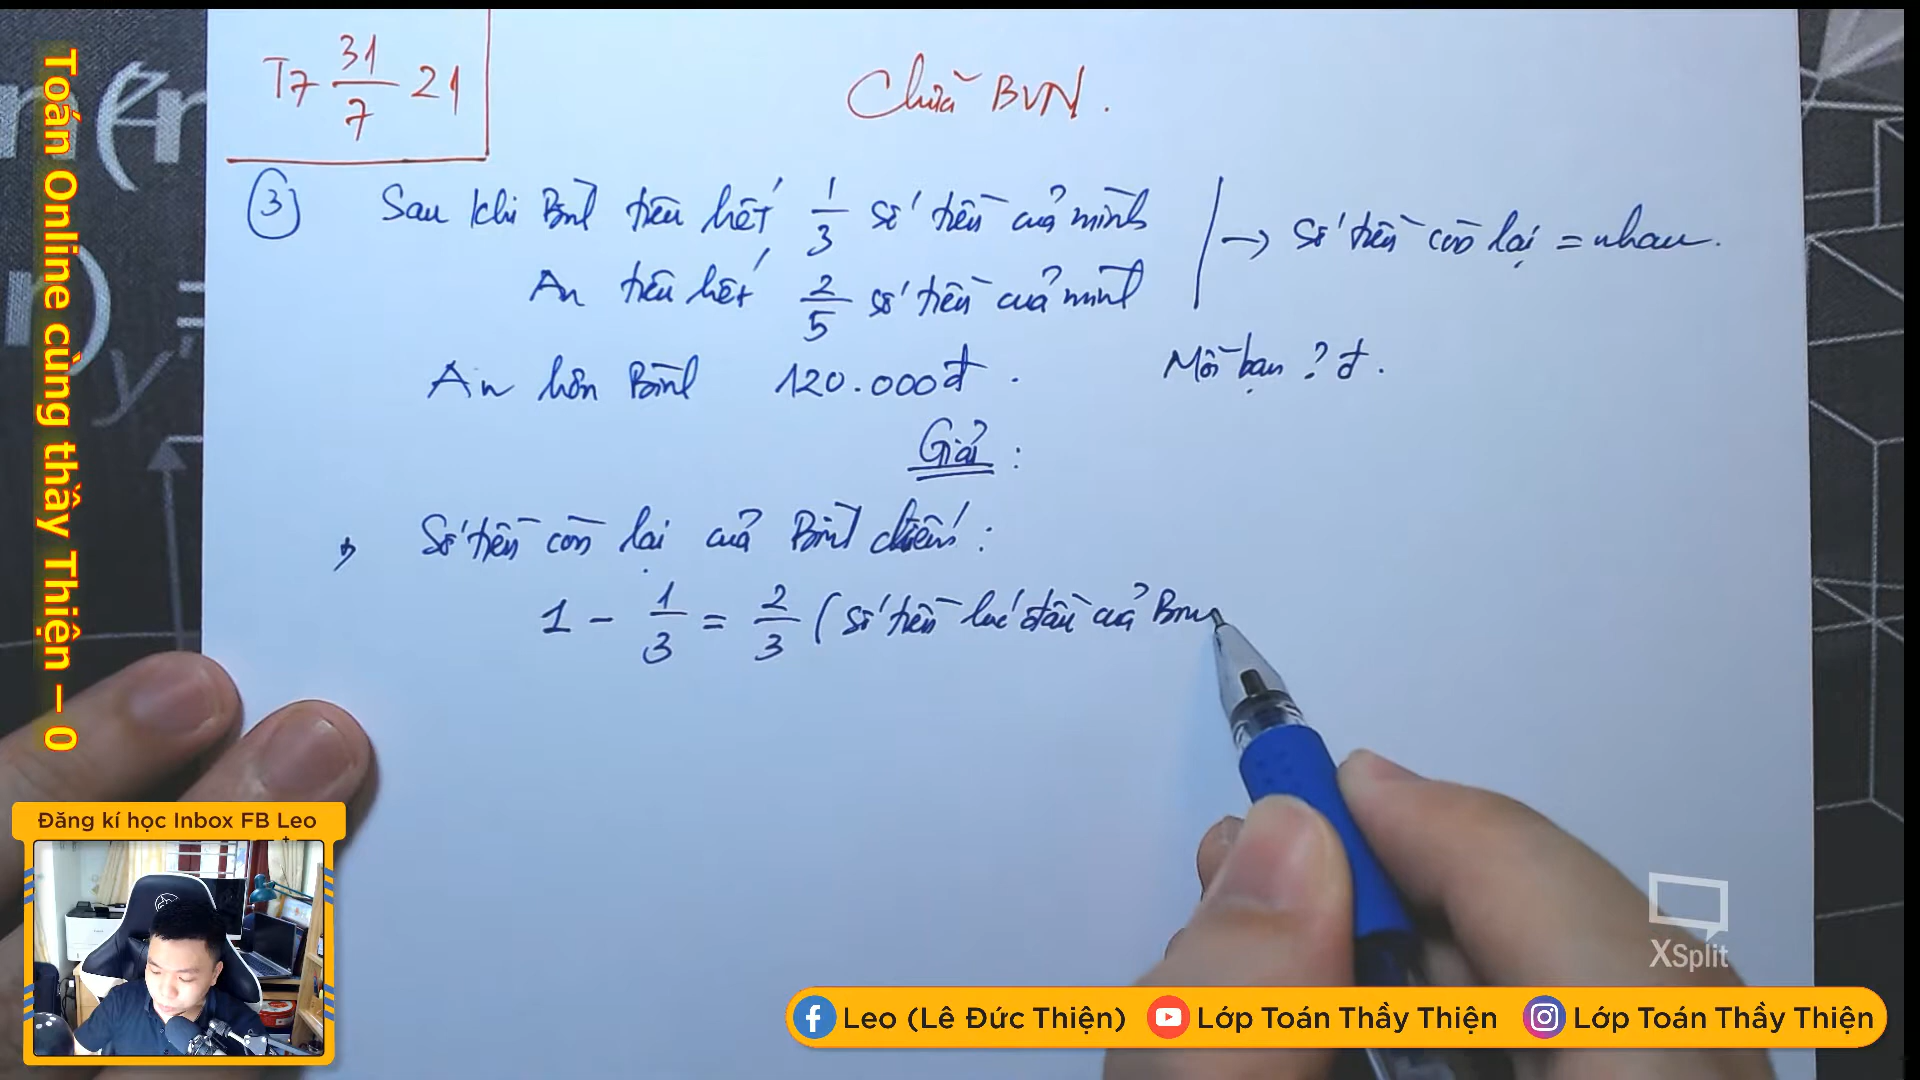 Toán Online cùng thầy Thiện – 0
T7 31/7 21
Chữa BVN.
③ Sau khi Bình tiêu hết 1/3 số tiền của mình
An tiêu hết 2/5 số tiền của mình
→ số tiền còn lại = nhau.
An hơn Bình 120.000đ.
Mỗi bạn ? đ.
Giải :
Số tiền còn lại của Bình chiếm :
1 - 1/3 = 2/3 (số tiền lúc đầu của Bin
Đăng kí học Inbox FB Leo
XSplit
Leo (Lê Đức Thiện) Lớp Toán Thầy Thiện Lớp Toán Thầy Thiện